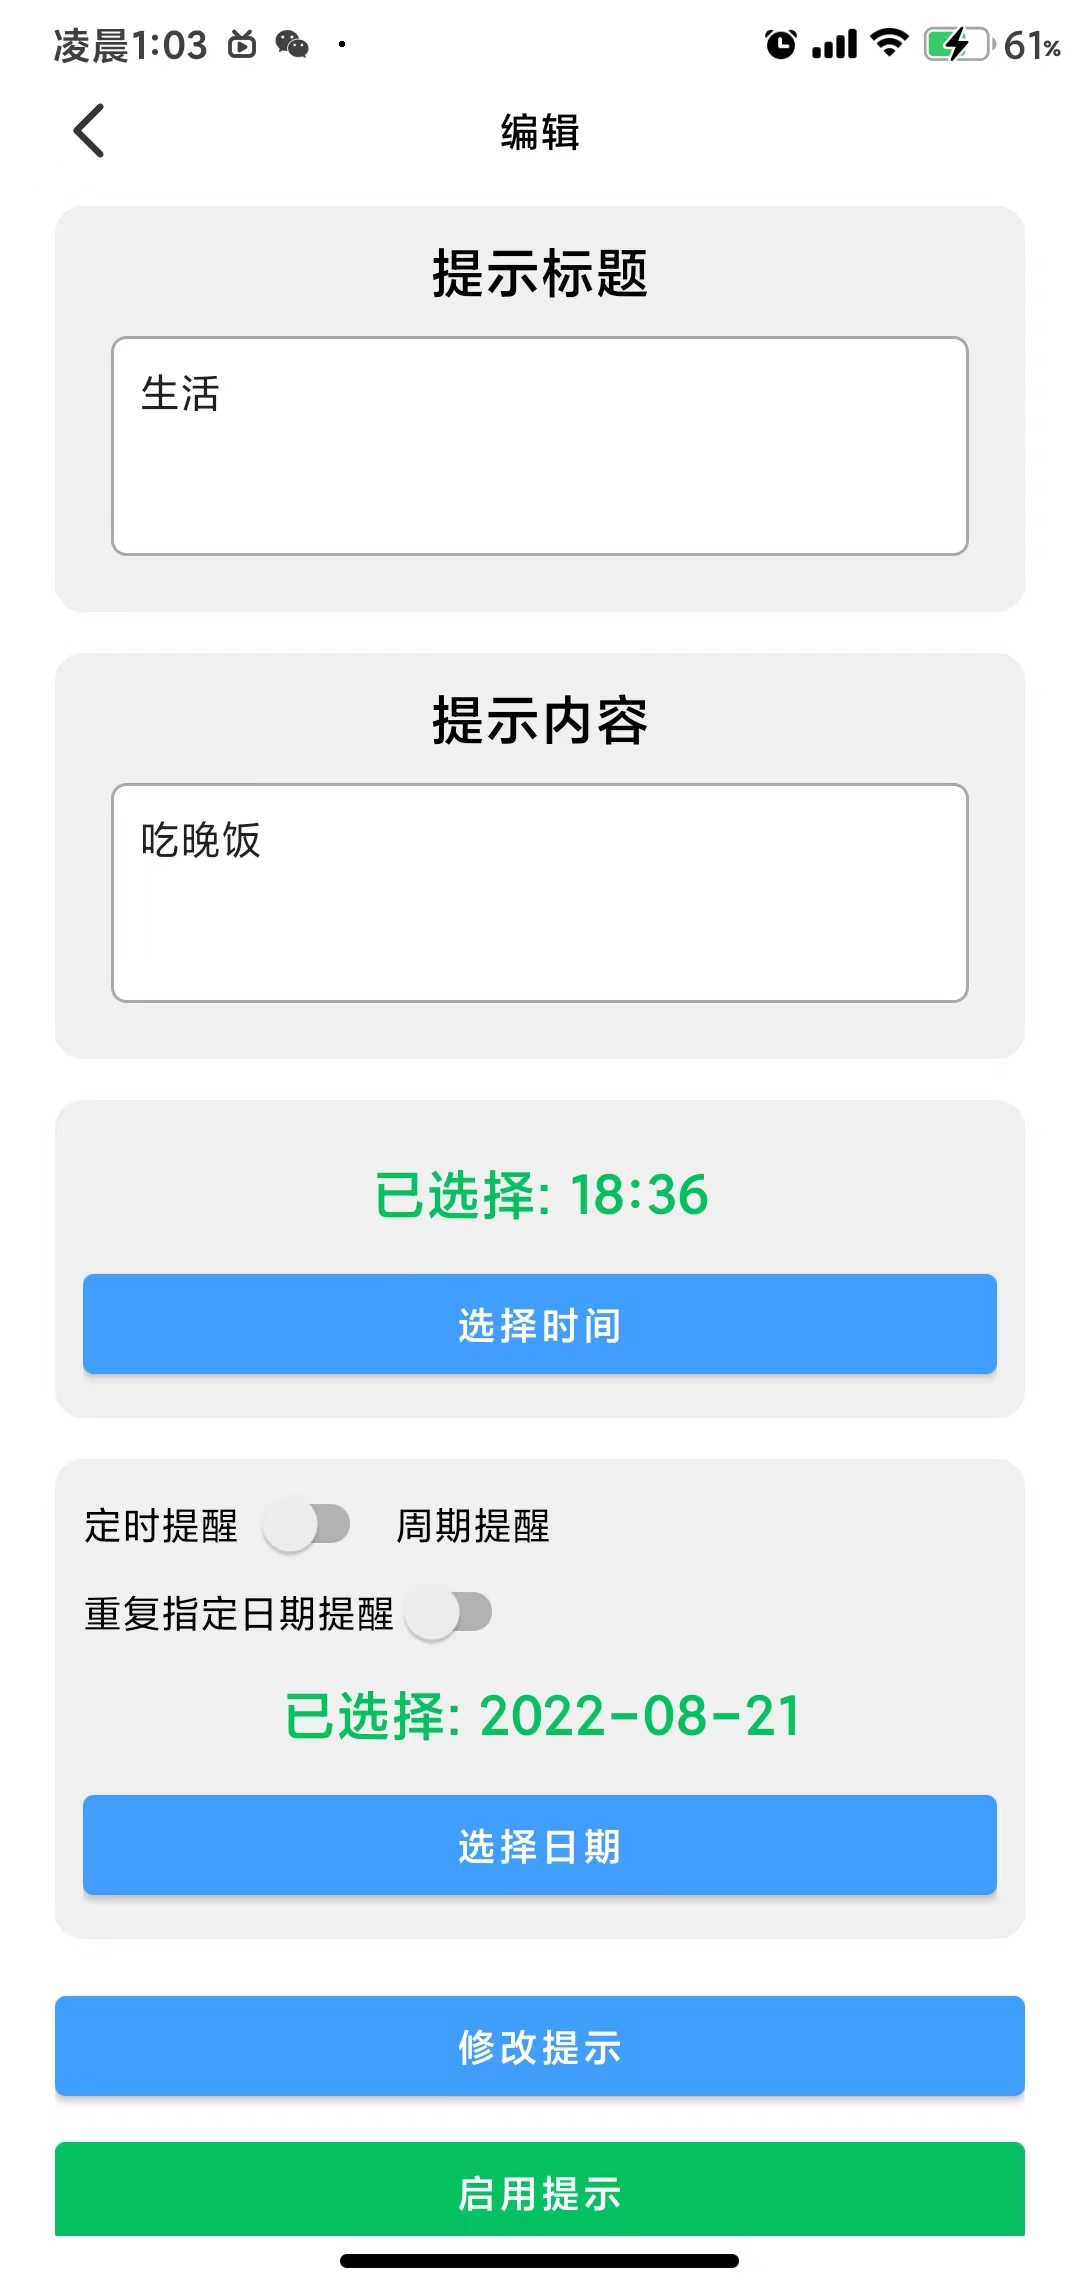 凌晨1:03 61%
编辑
提示标题
生活
提示内容
吃晚饭
已选择: 18:36
选择时间
定时提醒 周期提醒
重复指定日期提醒
已选择: 2022-08-21
选择日期
修改提示
启用提示